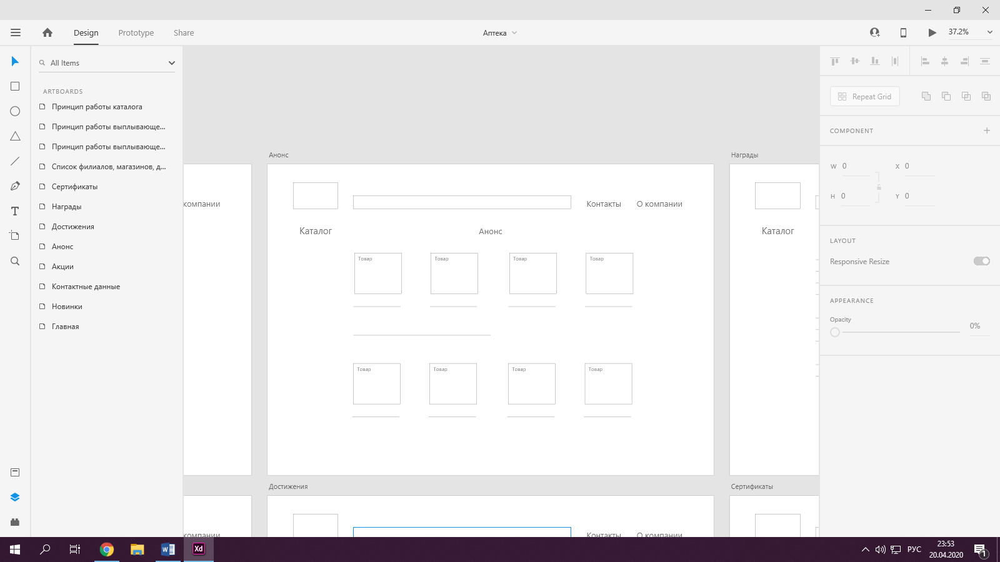 Design
Prototype
Share
Аптека
37.2%
All Items
ARTBOARDS
Принцип работы каталога
Принцип работы выплывающе...
Принцип работы выплывающе...
Список филиалов, магазинов, д...
Сертификаты
Награды
Достижения
Анонс
Акции
Контактные данные
Новинки
Главная
компании
Анонс
Контакты
О компании
Каталог
Анонс
Товар
Товар
Товар
Товар
Товар
Товар
Товар
Товар
Награды
Каталог
компании
Достижения
Контакты
О компании
Сертификаты
Repeat Grid
COMPONENT
W 0
X 0
H 0
Y 0
LAYOUT
Responsive Resize
APPEARANCE
Opacity
0%
Xd
РУС
23:53
20.04.2020
1